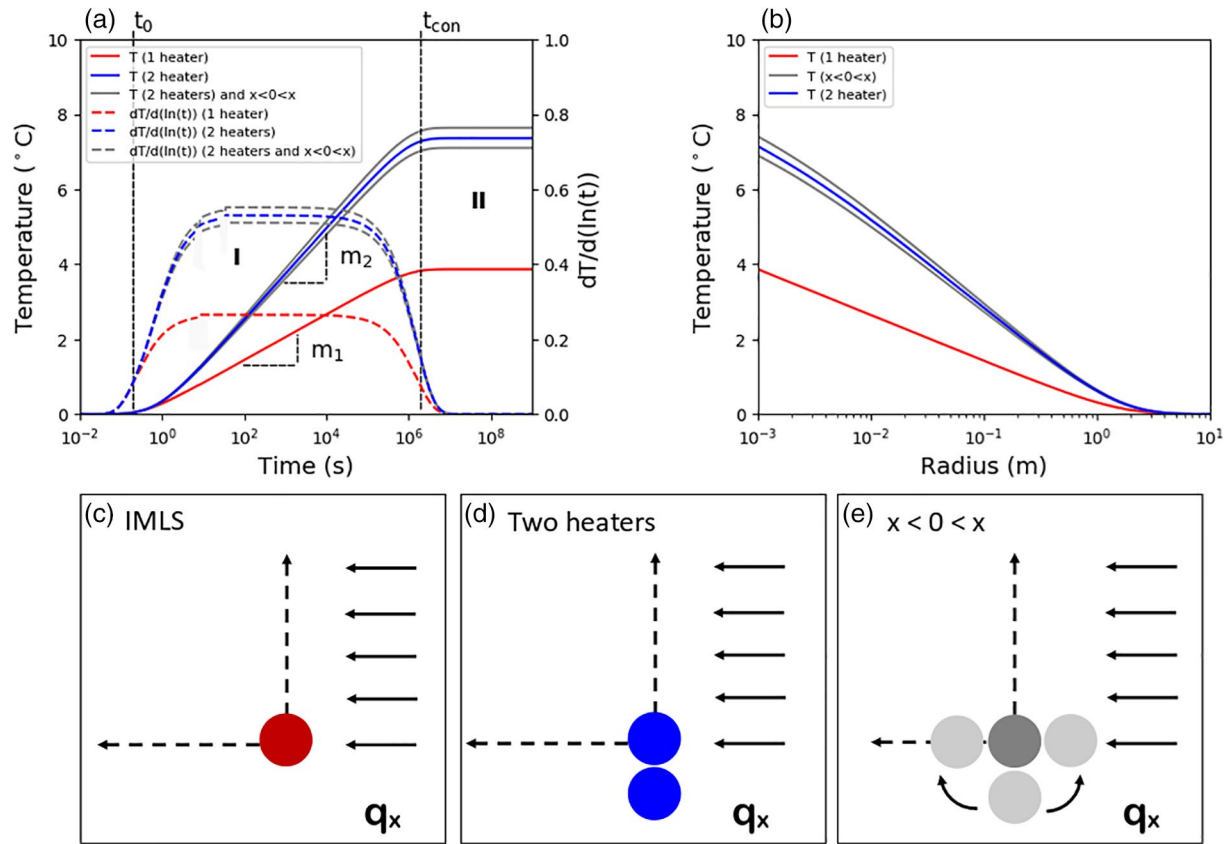 (a)
t0
tcon
10
8
6
4
2
0
Temperature (°C)
T (1 heater)
T (2 heater)
T (2 heaters) and x<0<x
dT/d(ln(t)) (1 heater)
dT/d(ln(t)) (2 heaters)
dT/d(ln(t)) (2 heaters and x<0<x)
I
II
m2
m1
1.0
0.8
0.6
0.4
0.2
0.0
dT/d(ln(t))
10⁻² 10⁰ 10² 10⁴ 10⁶ 10⁸
Time (s)
(b)
10
8
6
4
2
0
Temperature (°C)
T (1 heater)
T (x<0<x)
T (2 heater)
10⁻³ 10⁻² 10⁻¹ 10⁰ 10¹
Radius (m)
(c) IMLS
qx
(d) Two heaters
qx
(e) x < 0 < x
qx